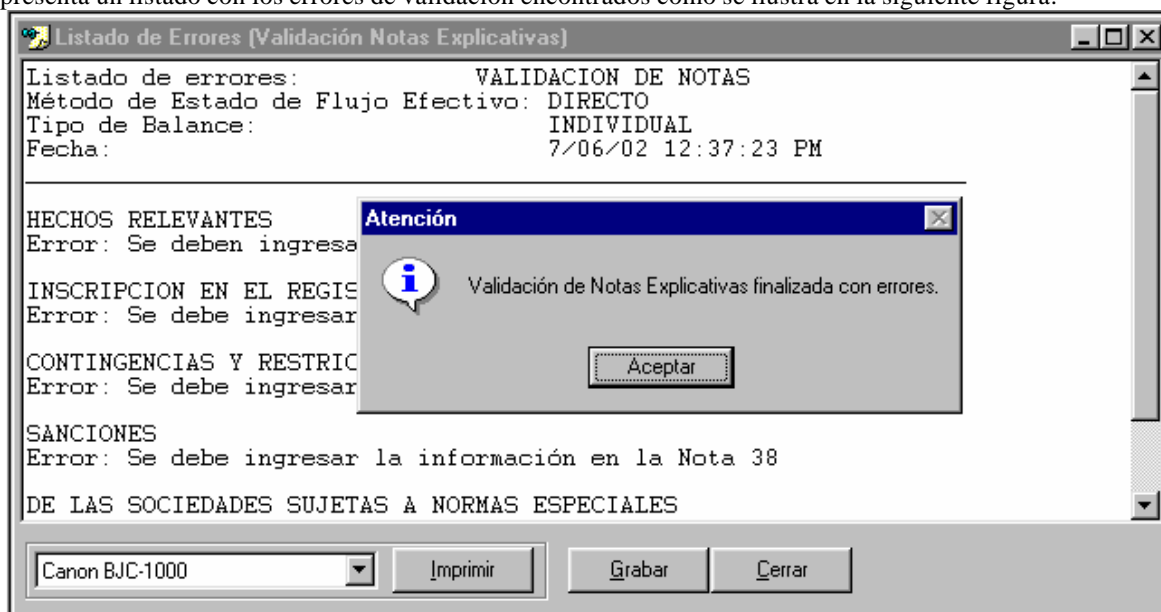 presenta un listado con los errores de validación encontrados como se ilustra en la siguiente figura:
Listado de Errores (Validación Notas Explicativas)
Listado de errores: VALIDACION DE NOTAS
Método de Estado de Flujo Efectivo: DIRECTO
Tipo de Balance: INDIVIDUAL
Fecha: 7/06/02 12:37:23 PM
HECHOS RELEVANTES
Error: Se deben ingresa
INSCRIPCION EN EL REGIS
Error: Se debe ingresar
CONTINGENCIAS Y RESTRIC
Error: Se debe ingresar
Atención
Validación de Notas Explicativas finalizada con errores.
Aceptar
SANCIONES
Error: Se debe ingresar la información en la Nota 38
DE LAS SOCIEDADES SUJETAS A NORMAS ESPECIALES
Canon BJC-1000
Imprimir
Grabar
Cerrar